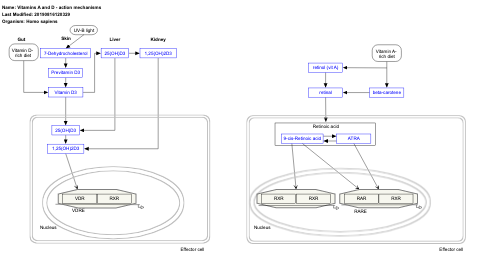 Name: Vitamins A and D - action mechanisms
Last Modified: 20190816120329
Organism: Homo sapiens
UV-B light
Gut
Skin
Liver
Kidney
Vitamin D-
rich diet
7-Dehydrocholesterol
25(OH)D3
1,25(OH)2D3
Previtamin D3
Vitamin D3
25(OH)D3
1,25(OH)2D3
VDR
RXR
VDRE
Nucleus
Effector cell
Vitamin A-
rich diet
retinol (vit A)
retinal
beta-carotene
Retinoic acid
9-cis-Retinoic acid
ATRA
RXR
RXR
RAR
RXR
RARE
Nucleus
Effector cell